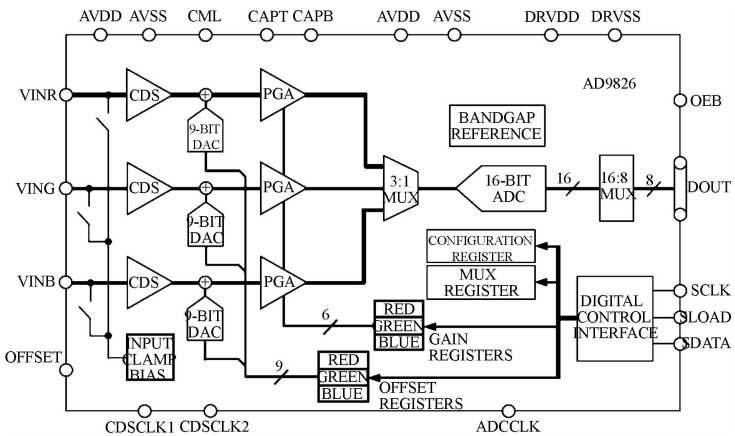 AVDD AVSS CML CAPT CAPB AVDD AVSS DRVDD DRVSS
AD9826
VINR
CDS
+
PGA
OEB
BANDGAP
REFERENCE
9-BIT
DAC
VING
CDS
+
PGA
3:1
MUX
16-BIT
ADC
16
16:8
MUX
8
DOUT
9-BIT
DAC
CONFIGURATION
REGISTER
MUX
REGISTER
VINB
CDS
+
PGA
DIGITAL
CONTROL
INTERFACE
SCLK
SLOAD
SDATA
9-BIT
DAC
6
RED
GREEN
BLUE
GAIN
REGISTERS
INPUT
CLAMP
BIAS
OFFSET
9
RED
GREEN
BLUE
OFFSET
REGISTERS
CDSCLK1 CDSCLK2 ADCCLK